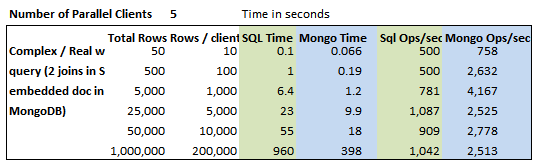 Number of Parallel Clients 5 Time in seconds
Total Rows Rows / client SQL Time Mongo Time Sql Ops/sec Mongo Ops/sec
Complex / Real w 50 10 0.1 0.066 500 758
query (2 joins in S 500 100 1 0.19 500 2,632
embedded doc in 5,000 1,000 6.4 1.2 781 4,167
MongoDB) 25,000 5,000 23 9.9 1,087 2,525
50,000 10,000 55 18 909 2,778
1,000,000 200,000 960 398 1,042 2,513